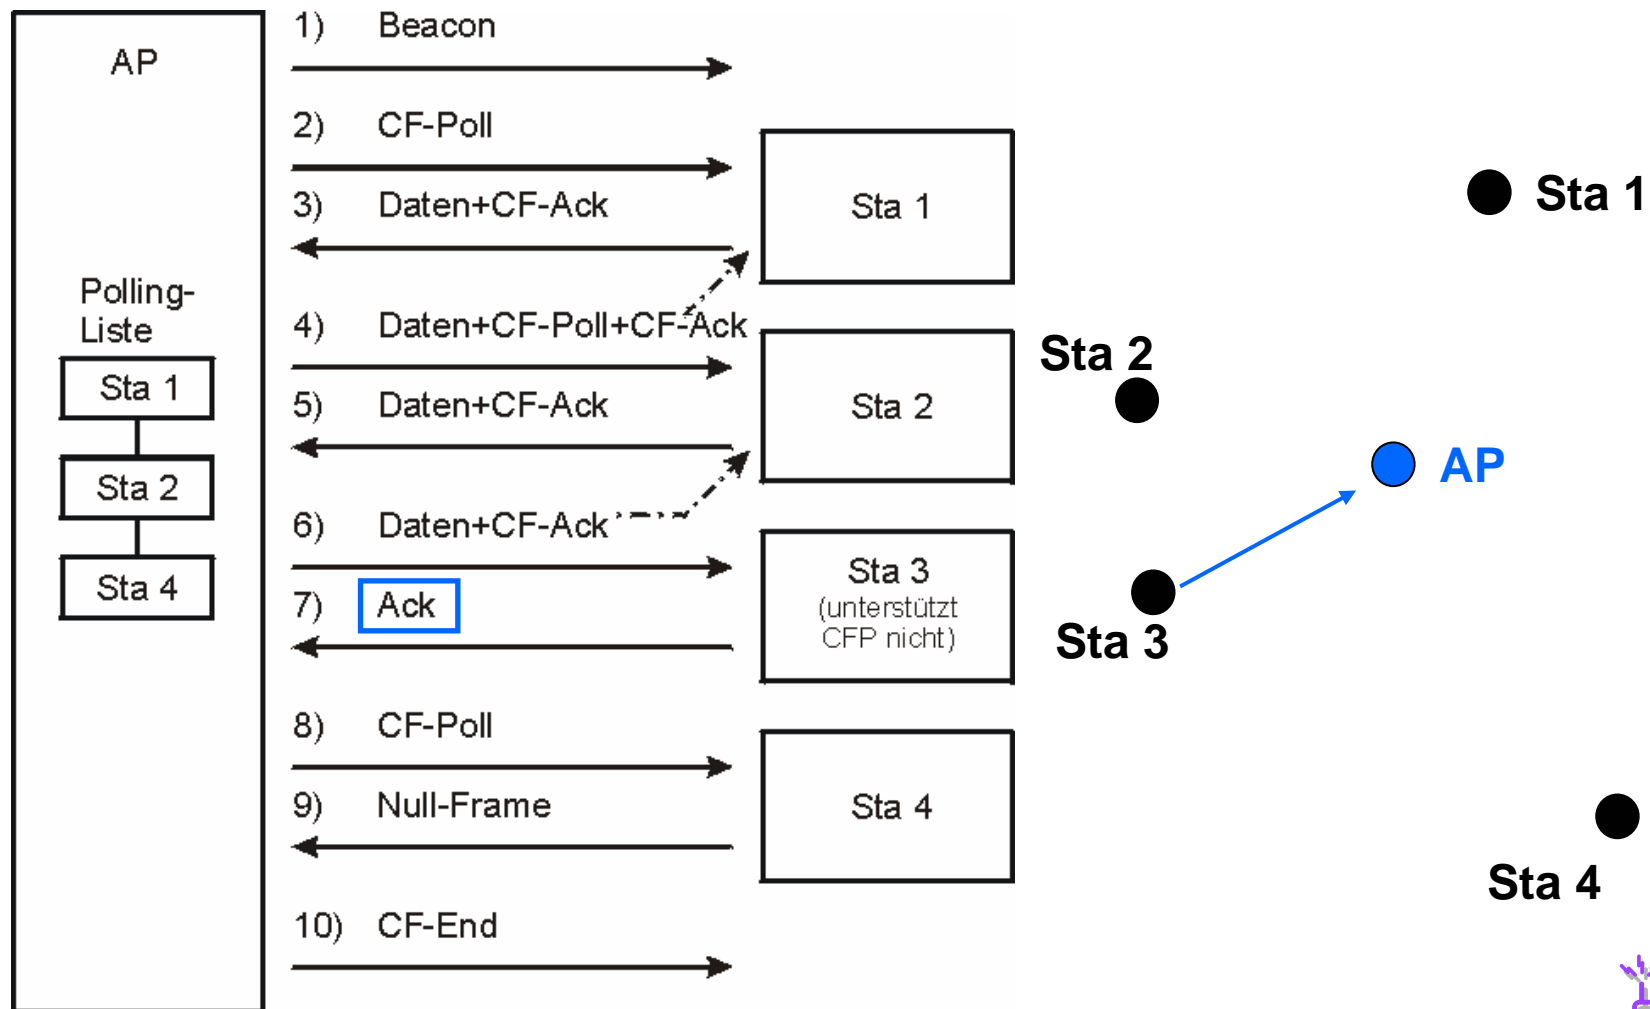 AP
Polling-
Liste
Sta 1
Sta 2
Sta 4
1) Beacon
2) CF-Poll
3) Daten+CF-Ack
4) Daten+CF-Poll+CF-Ack
5) Daten+CF-Ack
6) Daten+CF-Ack
7) Ack
8) CF-Poll
9) Null-Frame
10) CF-End
Sta 1
Sta 2
Sta 3
(unterstützt
CFP nicht)
Sta 4
Sta 1
Sta 2
AP
Sta 3
Sta 4